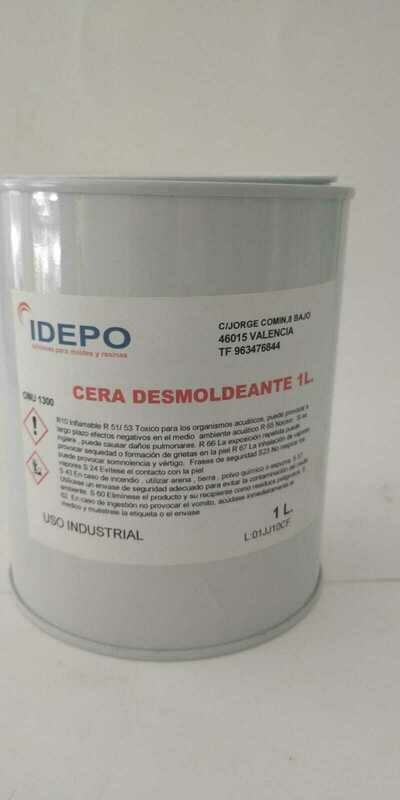 IDEPO
soluciones para moldes y resinas
C/JORGE COMIN,8 BAJO
46015 VALENCIA
TF 963476844
CERA DESMOLDEANTE 1L.
ONU 1300
R10 Inflamable R 51/ 53 Toxico para los organismos acuáticos, puede provocar a
largo plazo efectos negativos en el medio ambiente acuático R 65 Nocivo Si se
ingiere , puede causar daños pulmonares. R 66 La exposición repetida puede
provocar sequedad o formación de grietas en la piel R 67 La inhalación de vapores
puede provocar somnolencia y vértigo. Frases de seguridad S23 No respirar los
vapores S 24 Evítese el contacto con la piel
S 43 En caso de incendio , utilizar arena , tierra , polvo químico o espuma. S 57
Utilícese un envase de seguridad adecuado para evitar la contaminación del medio
ambiente. S 60 Elimínese el producto y su recipiente como residuos peligrosos. S
62. En caso de ingestión no provocar el vomito, acúdase inmediatamente al
medico y muéstrele la etiqueta o el envase
USO INDUSTRIAL
1 L.
L:01JJ10CF